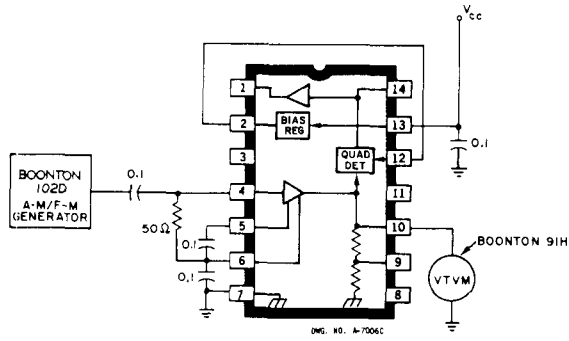 Vcc
1
14
2
BIAS
REG
13
0.1
3
QUAD
DET
12
BOONTON
102D
A-M/F-M
GENERATOR
0.1
4
11
50Ω
5
10
BOONTON 91H
0.1
6
9
VTVM
0.1
7
8
DWG. NO. A-7006C